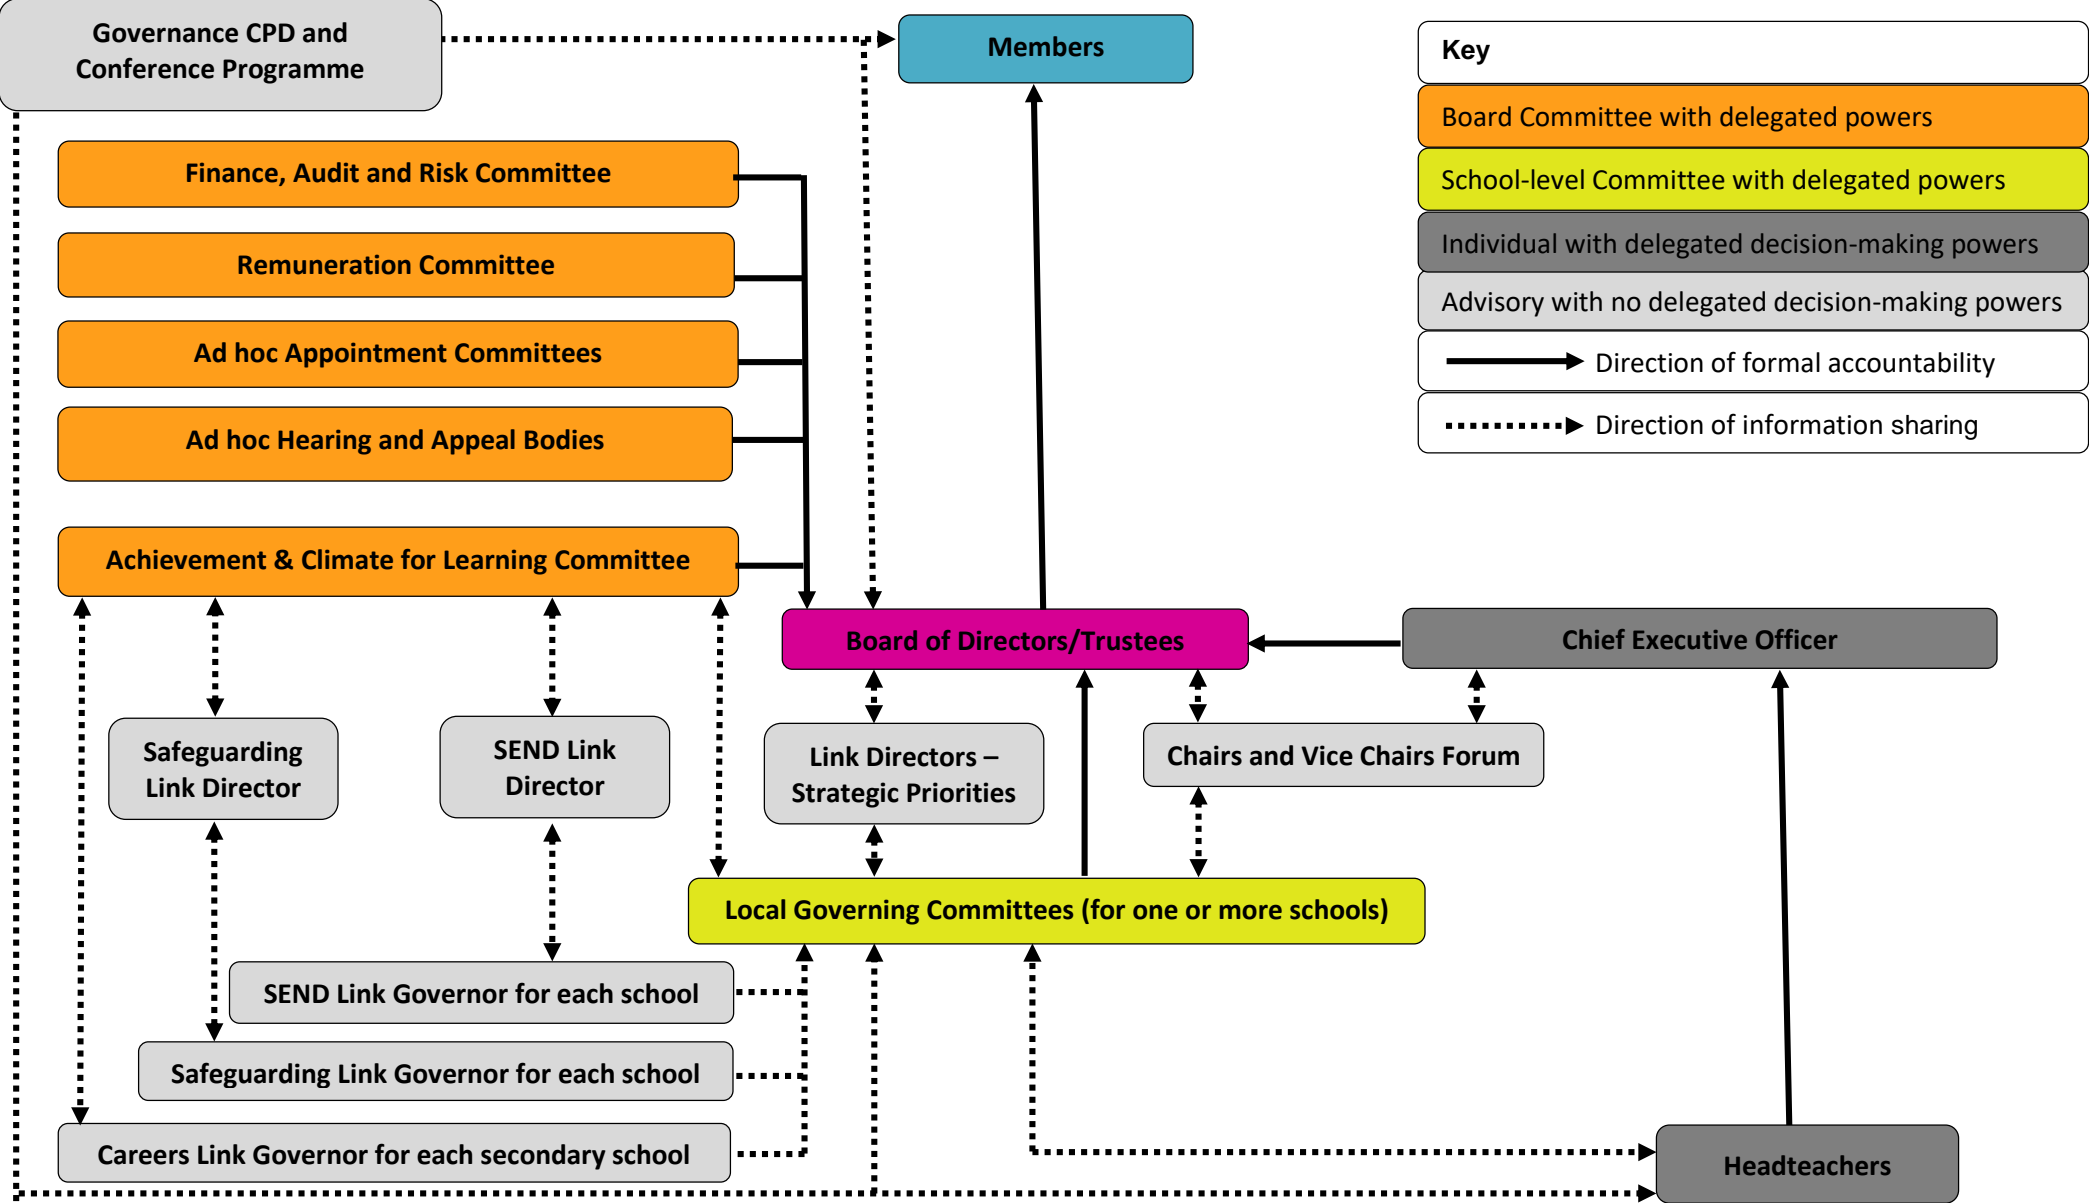 Governance CPD and
Conference Programme
Members
Key
Board Committee with delegated powers
School-level Committee with delegated powers
Individual with delegated decision-making powers
Advisory with no delegated decision-making powers
Direction of formal accountability
Direction of information sharing
Finance, Audit and Risk Committee
Remuneration Committee
Ad hoc Appointment Committees
Ad hoc Hearing and Appeal Bodies
Achievement & Climate for Learning Committee
Board of Directors/Trustees
Chief Executive Officer
Safeguarding
Link Director
SEND Link
Director
Link Directors –
Strategic Priorities
Chairs and Vice Chairs Forum
Local Governing Committees (for one or more schools)
SEND Link Governor for each school
Safeguarding Link Governor for each school
Careers Link Governor for each secondary school
Headteachers